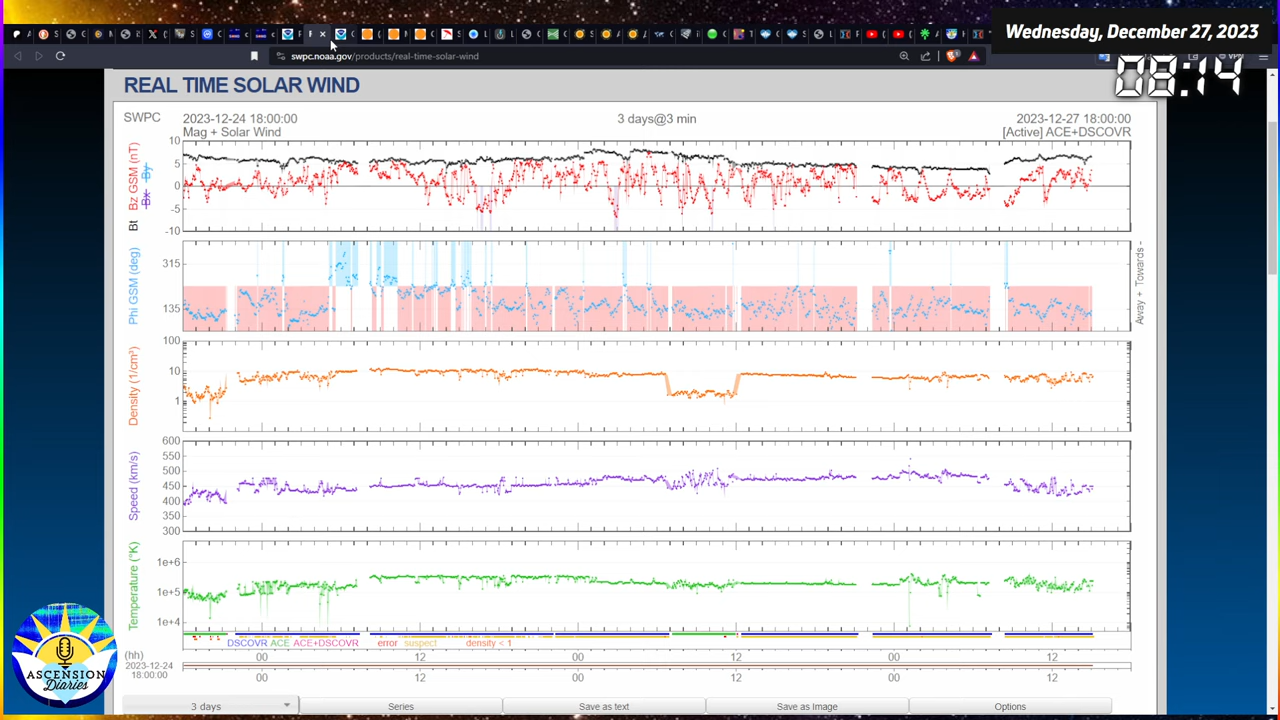 Wednesday, December 27, 2023
08:14
swpc.noaa.gov/products/real-time-solar-wind
REAL TIME SOLAR WIND
SWPC
2023-12-24 18:00:00
3 days@3 min
2023-12-27 18:00:00
Mag + Solar Wind
[Active] ACE+DSCOVR
Bt Bz GSM (nT)
Bx By
10
5
0
-5
-10
Phi GSM (deg)
315
135
Away + Towards -
Density (1/cm³)
100
10
1
Speed (km/s)
600
550
500
450
400
350
300
Temperature (°K)
1e+6
1e+5
1e+4
DSCOVR ACE ACE+DSCOVR error suspect density < 1
(hh) 00 12 00 12 00 12
2023-12-24
18:00:00
00 12 00 12 00 12
3 days
Series
Save as text
Save as Image
Options
ASCENSION
Diaries